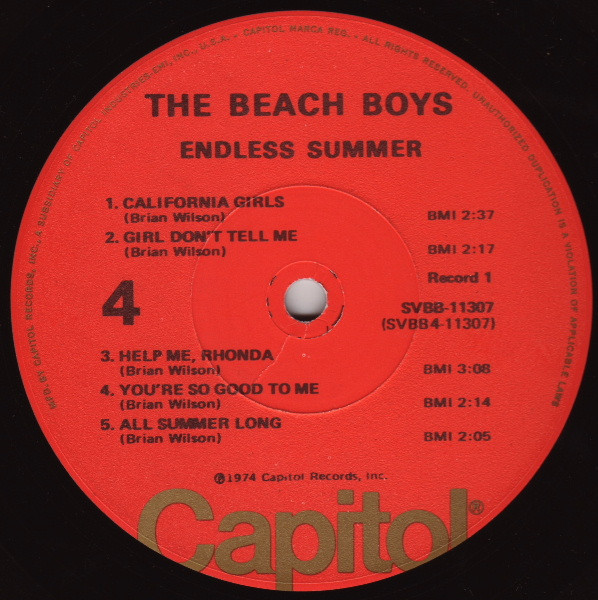 MFD. BY CAPITOL RECORDS, INC., A SUBSIDIARY OF CAPITOL INDUSTRIES-EMI, INC., U.S.A. • CAPITOL MARCA REG. • ALL RIGHTS RESERVED. UNAUTHORIZED DUPLICATION IS A VIOLATION OF APPLICABLE LAWS
THE BEACH BOYS
ENDLESS SUMMER
1. CALIFORNIA GIRLS
(Brian Wilson) BMI 2:37
2. GIRL DON'T TELL ME
(Brian Wilson) BMI 2:17
Record 1
4
SVBB-11307
(SVBB4-11307)
3. HELP ME, RHONDA
(Brian Wilson) BMI 3:08
4. YOU'RE SO GOOD TO ME
(Brian Wilson) BMI 2:14
5. ALL SUMMER LONG
(Brian Wilson) BMI 2:05
℗1974 Capitol Records, Inc.
Capitol®